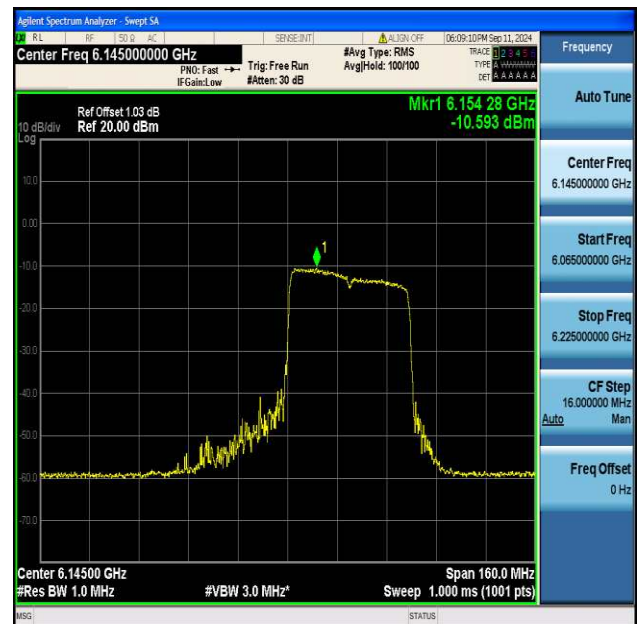 Agilent Spectrum Analyzer - Swept SA
RL RF 50 Ω AC SENSE:INT ALIGN OFF 06:09:10PM Sep 11, 2024
Center Freq 6.145000000 GHz
PNO: Fast
IFGain:Low
Trig: Free Run
#Atten: 30 dB
#Avg Type: RMS
Avg|Hold: 100/100
TRACE 1 2 3 4 5 6
TYPE A
DET A A A A A A
Mkr1 6.154 28 GHz
-10.593 dBm
Ref Offset 1.03 dB
10 dB/div Ref 20.00 dBm
Log
10.0
0.00
-10.0
-20.0
-30.0
-40.0
-50.0
-60.0
-70.0
1
Center 6.14500 GHz Span 160.0 MHz
#Res BW 1.0 MHz #VBW 3.0 MHz* Sweep 1.000 ms (1001 pts)
MSG STATUS
Frequency
Auto Tune
Center Freq
6.145000000 GHz
Start Freq
6.065000000 GHz
Stop Freq
6.225000000 GHz
CF Step
16.000000 MHz
Auto Man
Freq Offset
0 Hz